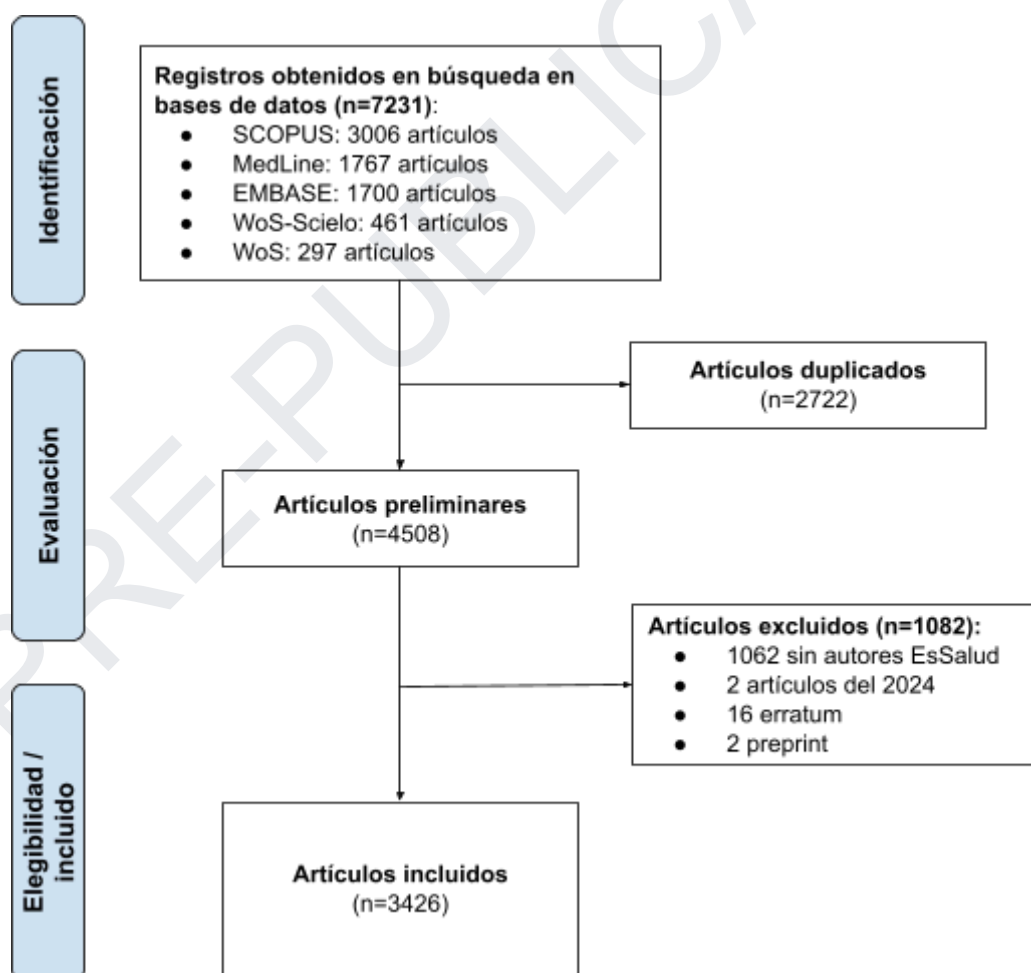 Identificación
Registros obtenidos en búsqueda en
bases de datos (n=7231):
● SCOPUS: 3006 artículos
● MedLine: 1767 artículos
● EMBASE: 1700 artículos
● WoS-Scielo: 461 artículos
● WoS: 297 artículos
Evaluación
Artículos duplicados
(n=2722)
Artículos preliminares
(n=4508)
Artículos excluidos (n=1082):
● 1062 sin autores EsSalud
● 2 artículos del 2024
● 16 erratum
● 2 preprint
Elegibilidad /
incluido
Artículos incluidos
(n=3426)
PRE-PUBLICA